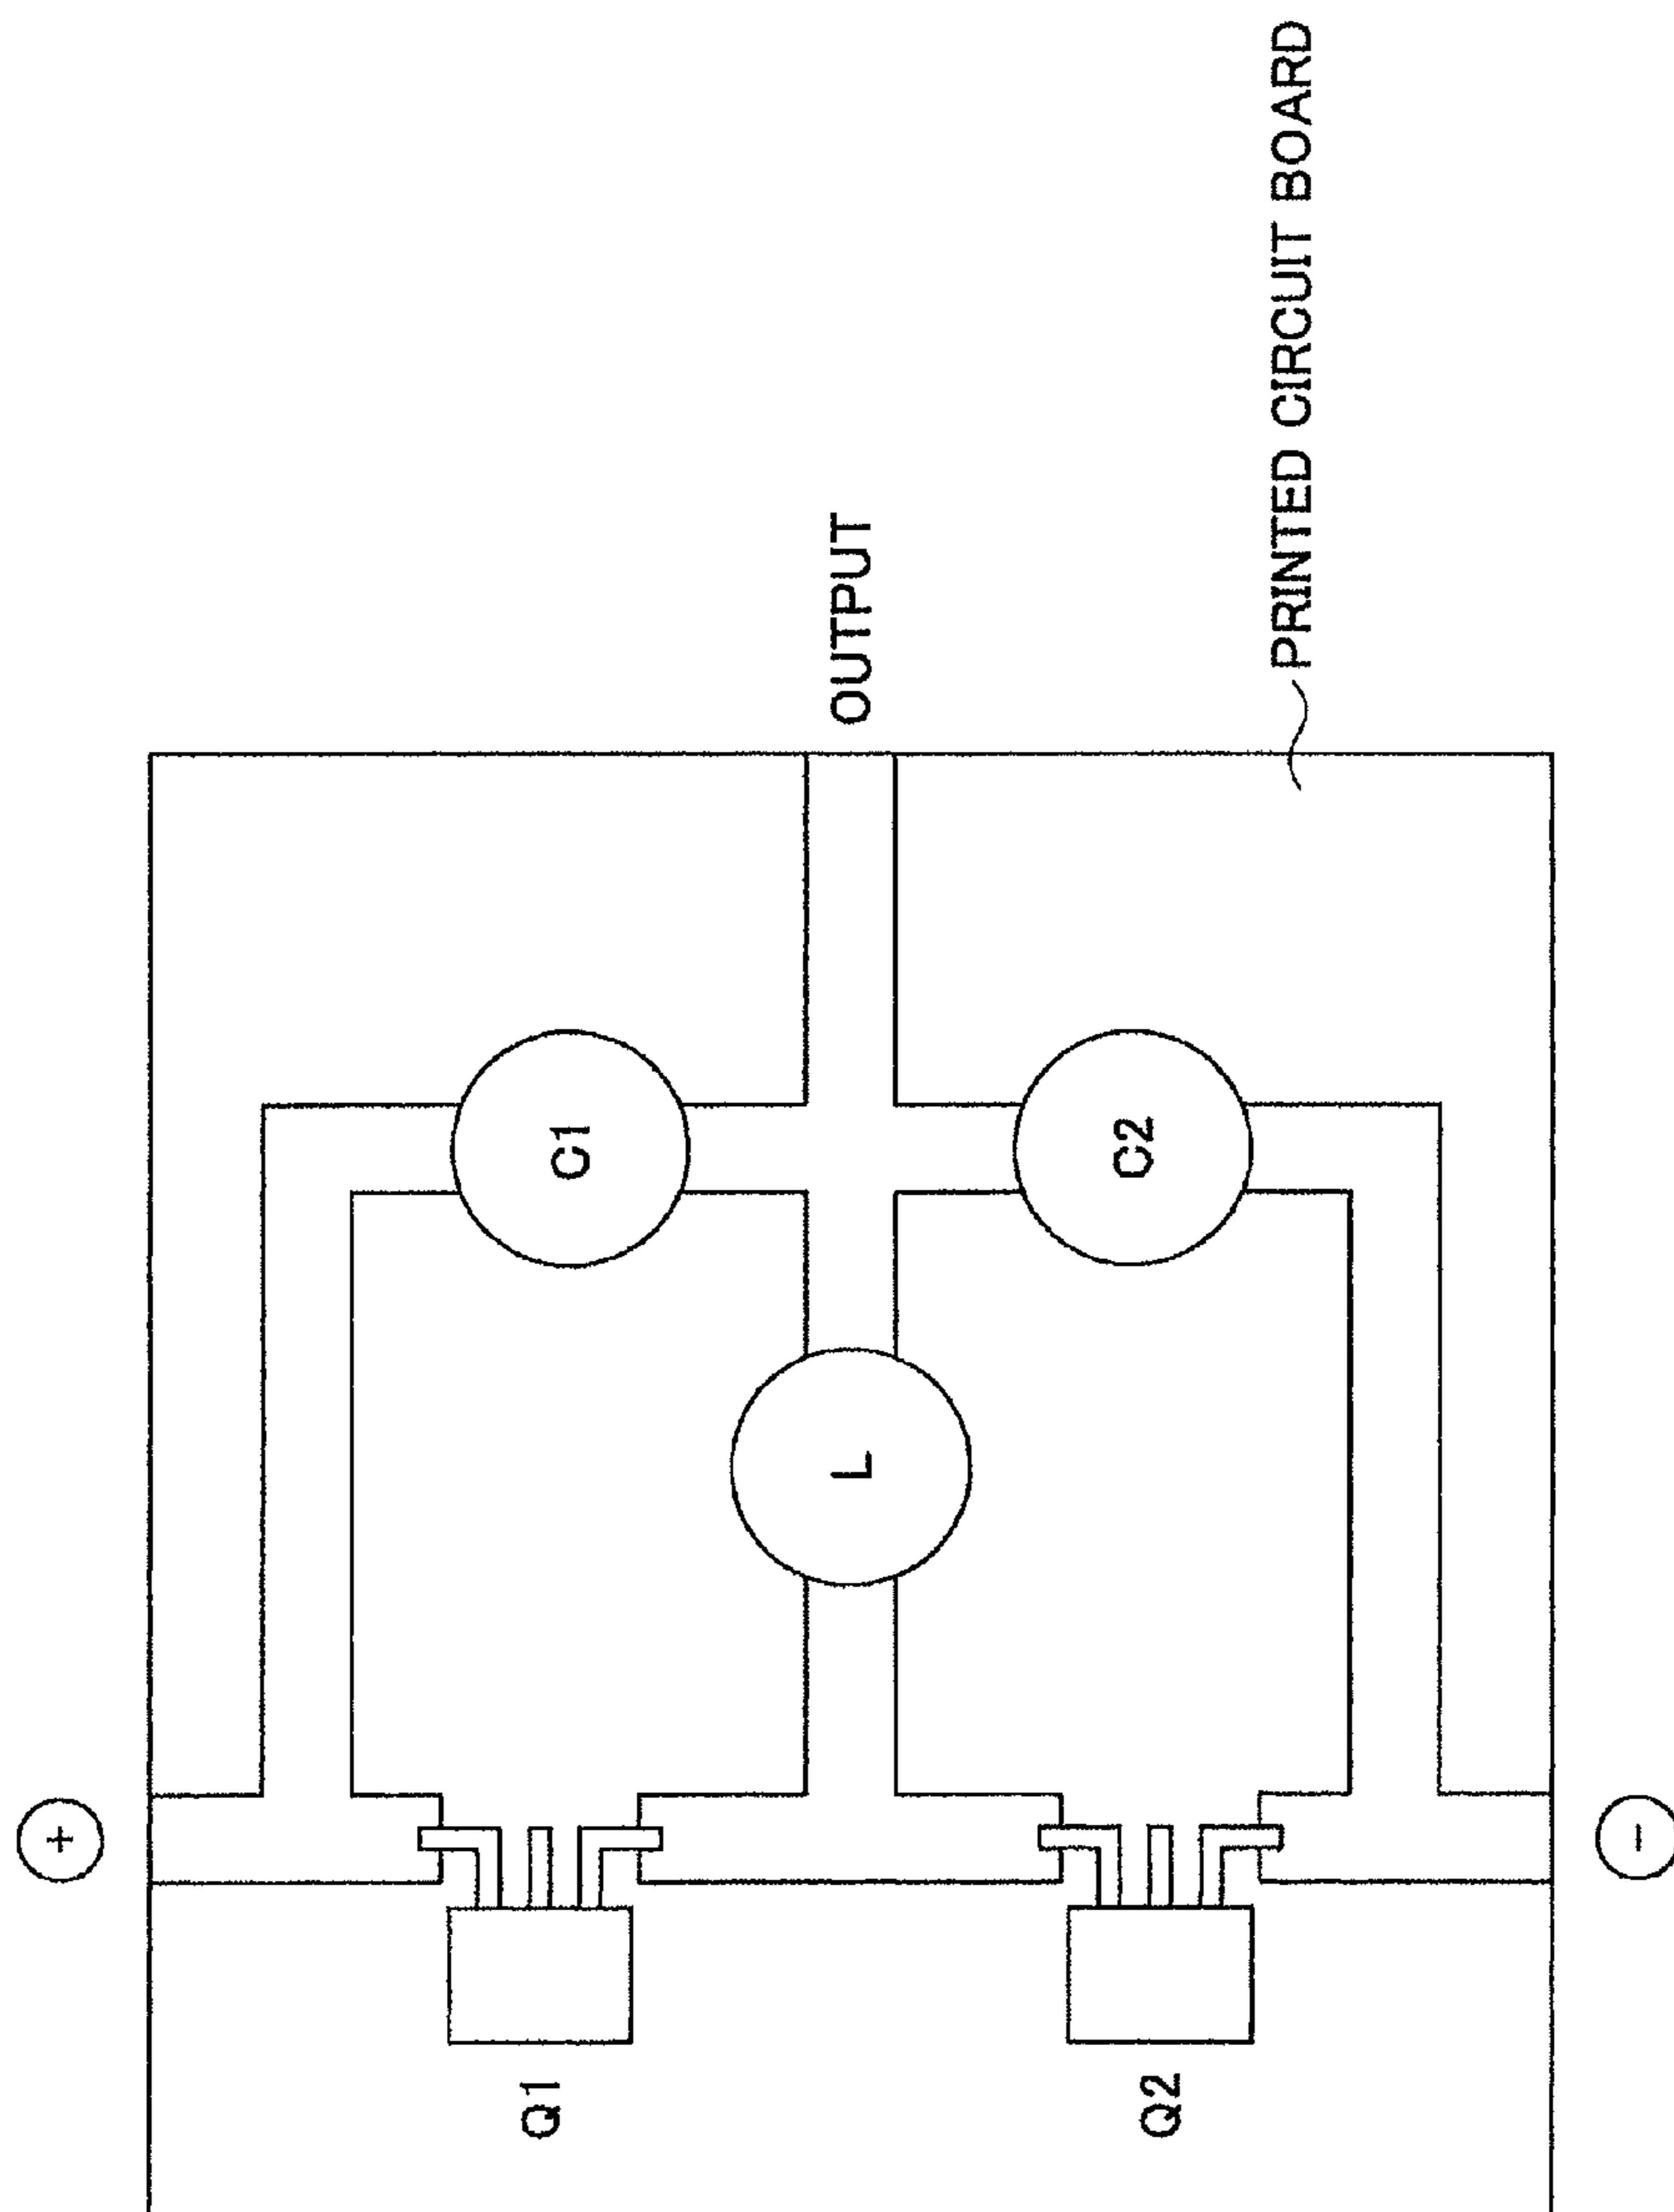 +
Q1
C1
L
OUTPUT
Q2
C2
PRINTED CIRCUIT BOARD
−